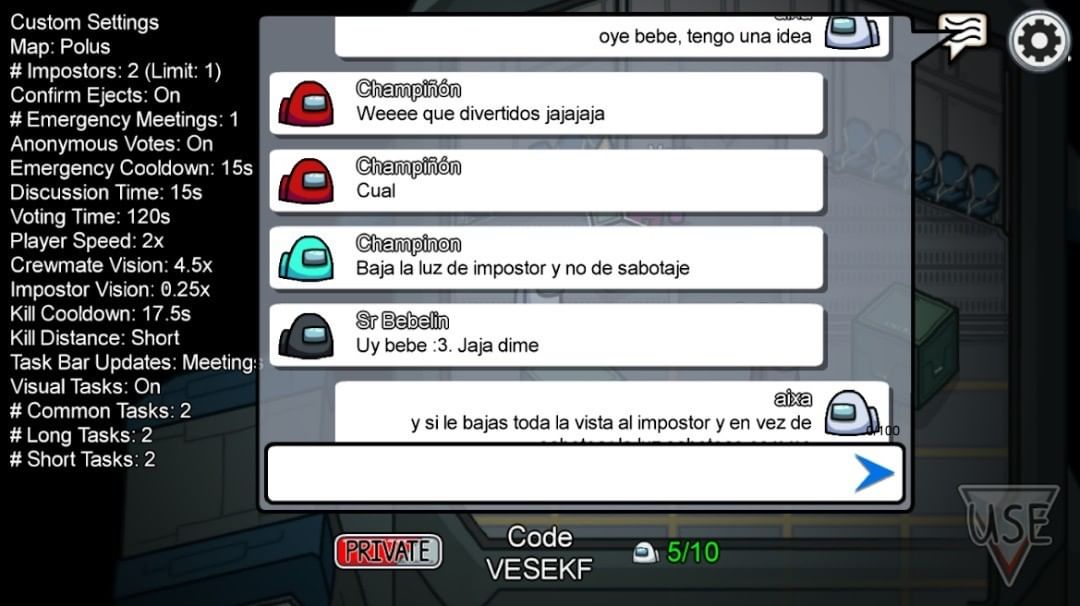 Custom Settings
Map: Polus
# Impostors: 2 (Limit: 1)
Confirm Ejects: On
# Emergency Meetings: 1
Anonymous Votes: On
Emergency Cooldown: 15s
Discussion Time: 15s
Voting Time: 120s
Player Speed: 2x
Crewmate Vision: 4.5x
Impostor Vision: 0.25x
Kill Cooldown: 17.5s
Kill Distance: Short
Task Bar Updates: Meetings
Visual Tasks: On
# Common Tasks: 2
# Long Tasks: 2
# Short Tasks: 2
aixa
oye bebe, tengo una idea
Champiñón
Weeee que divertidos jajajaja
Champiñón
Cual
Champinon
Baja la luz de impostor y no de sabotaje
Sr Bebelin
Uy bebe :3. Jaja dime
aixa
y si le bajas toda la vista al impostor y en vez de
0/100
PRIVATE
Code
VESEKF
5/10
USE